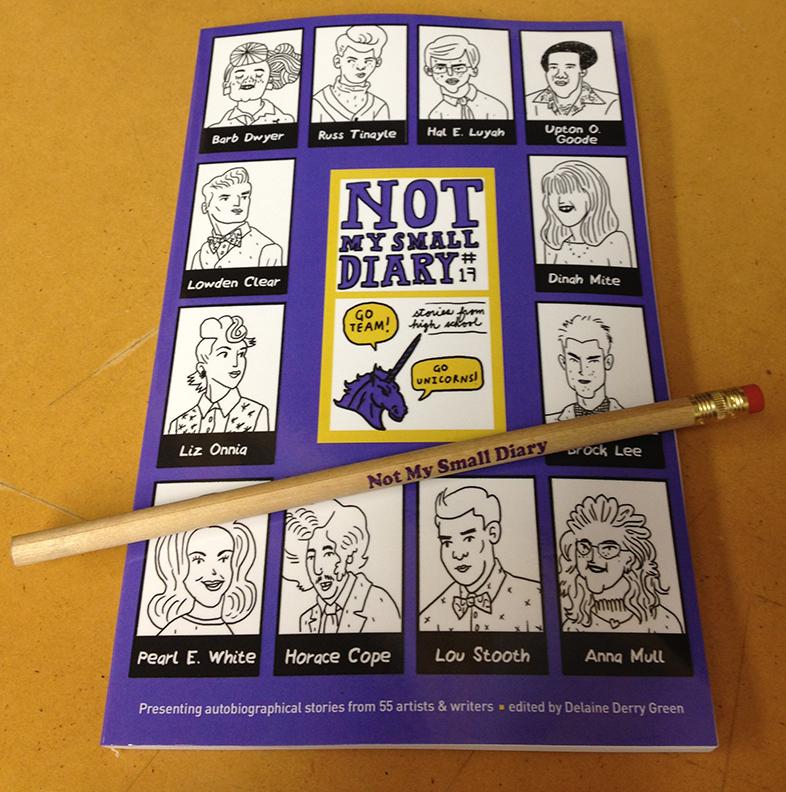 Barb Dwyer
Russ Tinayle
Hal E. Luyah
Upton O.
Goode
NOT
MY SMALL
DIARY #
17
Lowden Clear
Dinah Mite
GO
TEAM!
stories from
high school
GO
UNICORNS!
Liz Onnia
Brock Lee
Not My Small Diary
Pearl E. White
Horace Cope
Lou Stooth
Anna Mull
Presenting autobiographical stories from 55 artists & writers ▪ edited by Delaine Derry Green